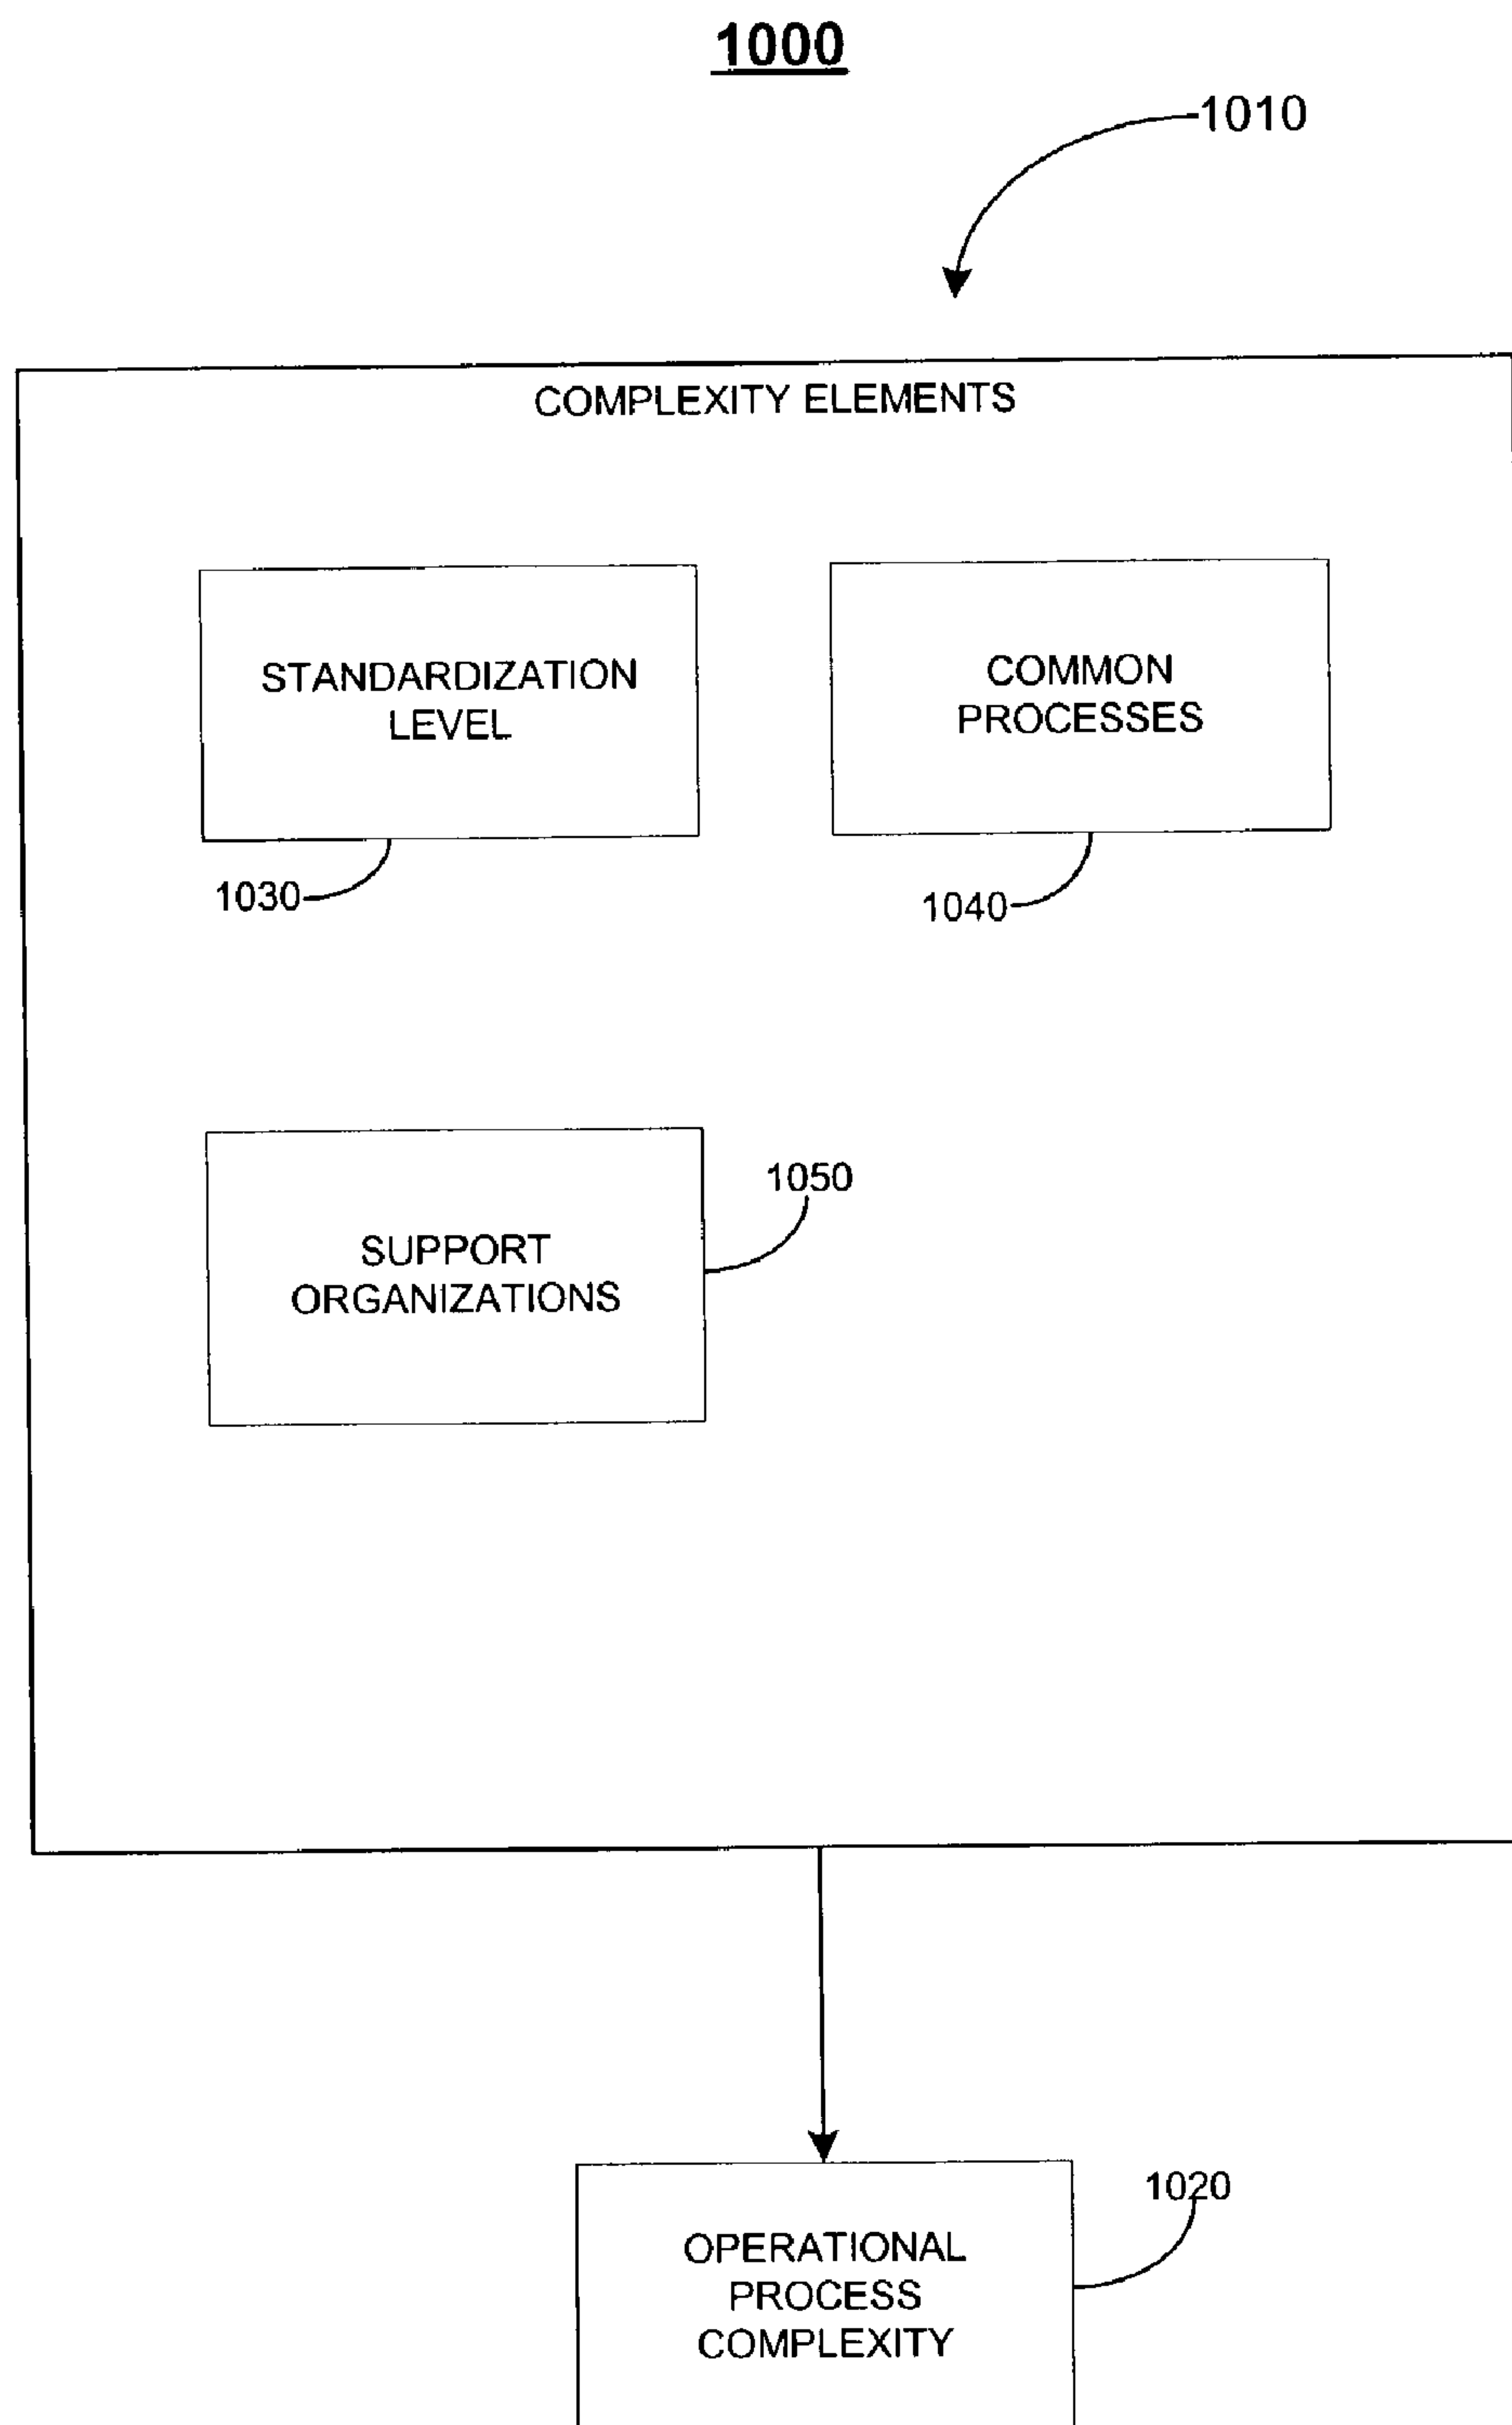 1000
1010
COMPLEXITY ELEMENTS
STANDARDIZATION
LEVEL
COMMON
PROCESSES
1030
1040
1050
SUPPORT
ORGANIZATIONS
1020
OPERATIONAL
PROCESS
COMPLEXITY